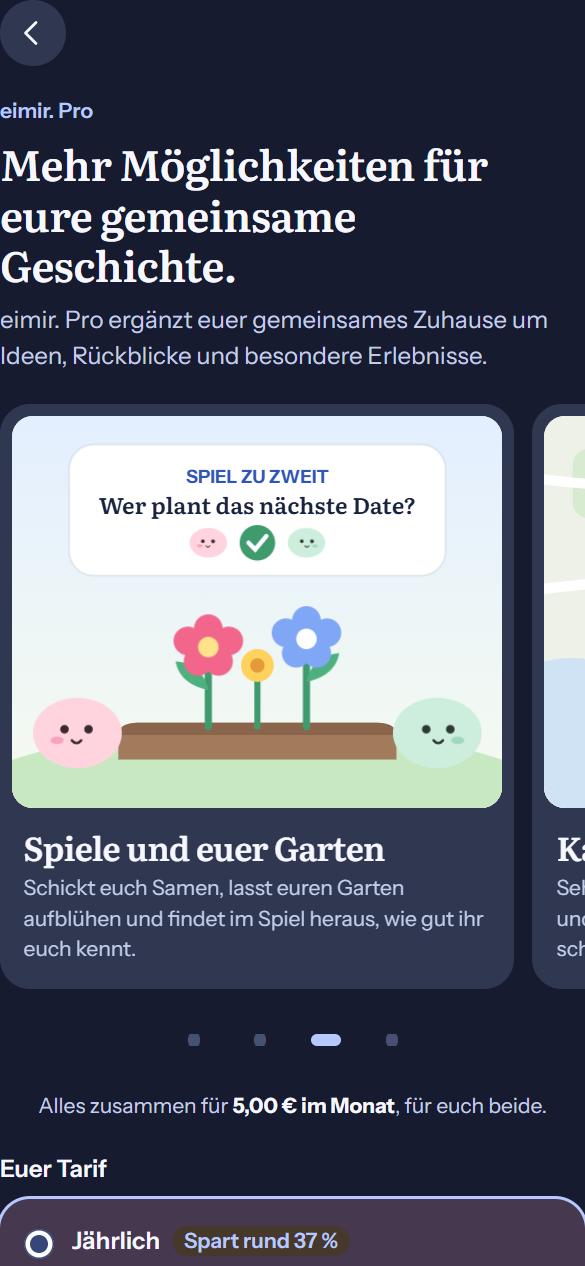 eimir. Pro
Mehr Möglichkeiten für
eure gemeinsame
Geschichte.
eimir. Pro ergänzt euer gemeinsames Zuhause um
Ideen, Rückblicke und besondere Erlebnisse.
SPIEL ZU ZWEIT
Wer plant das nächste Date?
Spiele und euer Garten
Schickt euch Samen, lasst euren Garten
aufblühen und findet im Spiel heraus, wie gut ihr
euch kennt.
Alles zusammen für 5,00 € im Monat, für euch beide.
Euer Tarif
Jährlich Spart rund 37 %